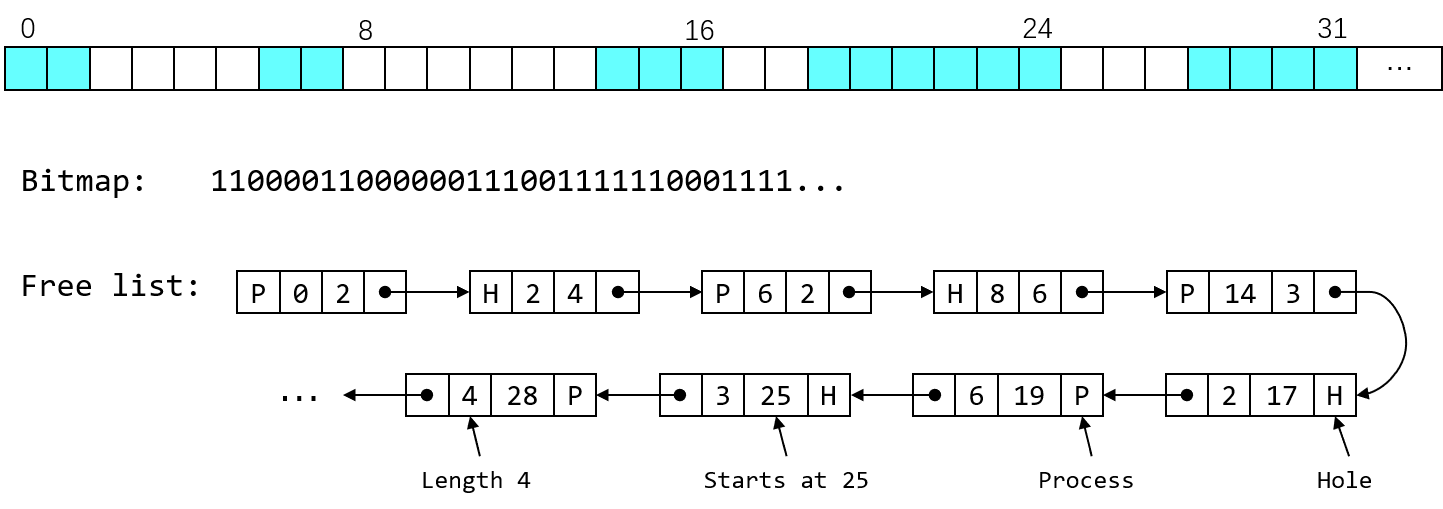 0 8 16 24 31
...
Bitmap: 11000011000000111001111110001111...
Free list: P 0 2 H 2 4 P 6 2 H 8 6 P 14 3
... 4 28 P 3 25 H 6 19 P 2 17 H
Length 4 Starts at 25 Process Hole